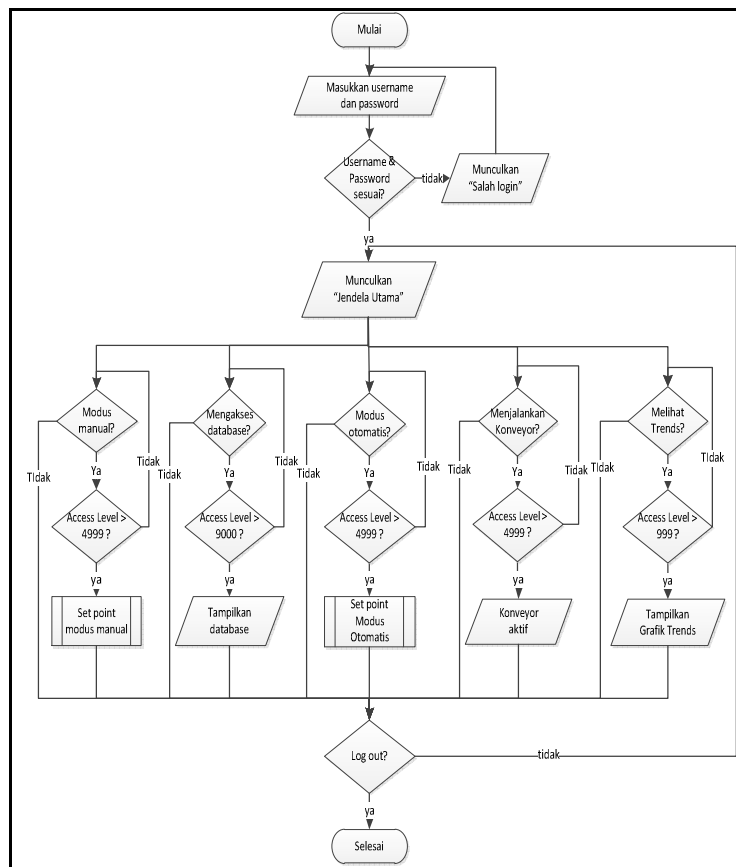 Mulai
Masukkan username
dan password
Username &
Password
sesuai?
tidak
Munculkan
"Salah login"
ya
Munculkan
"Jendela Utama"
Modus
manual?
Mengakses
database?
Modus
otomatis?
Menjalankan
Konveyor?
Melihat
Trends?
TIdak
Ya
Tidak
Tidak
Ya
Tidak
Tidak
Ya
Tidak
Tidak
Ya
Tidak
TIdak
Ya
Tidak
Access Level >
4999 ?
Access Level >
9000 ?
Access Level >
4999 ?
Access Level >
4999 ?
Access Level >
999 ?
ya
ya
ya
ya
ya
Set point
modus manual
Tampilkan
database
Set point
Modus
Otomatis
Konveyor
aktif
Tampilkan
Grafik Trends
Log out?
tidak
ya
Selesai